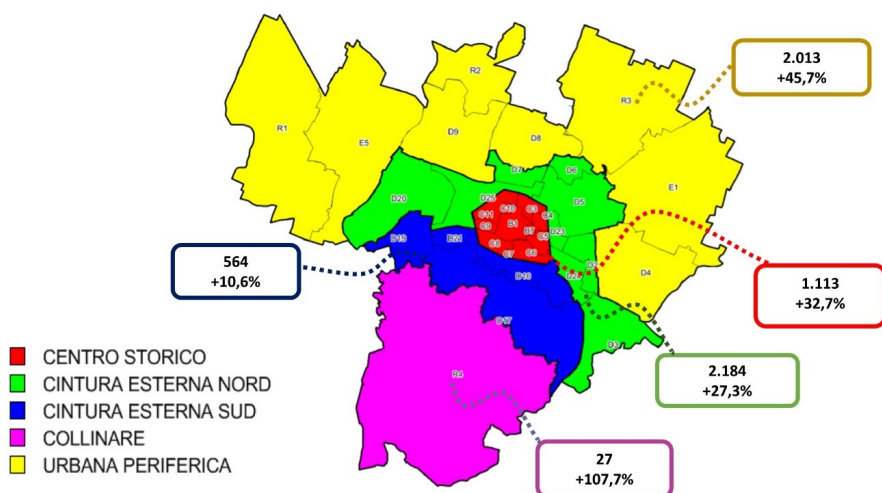 2.013
+45,7%
R2
R3
R1
E5
D9
D8
D7
D6
E1
D20
D25
D5
C10
C3
C11
C4
C9
B1
B7
D23
C5
D19
D21
C8
C7
C6
D4
D24
564
+10,6%
D16
1.113
+32,7%
D17
D3
CENTRO STORICO
CINTURA ESTERNA NORD
CINTURA ESTERNA SUD
COLLINARE
URBANA PERIFERICA
R4
2.184
+27,3%
27
+107,7%